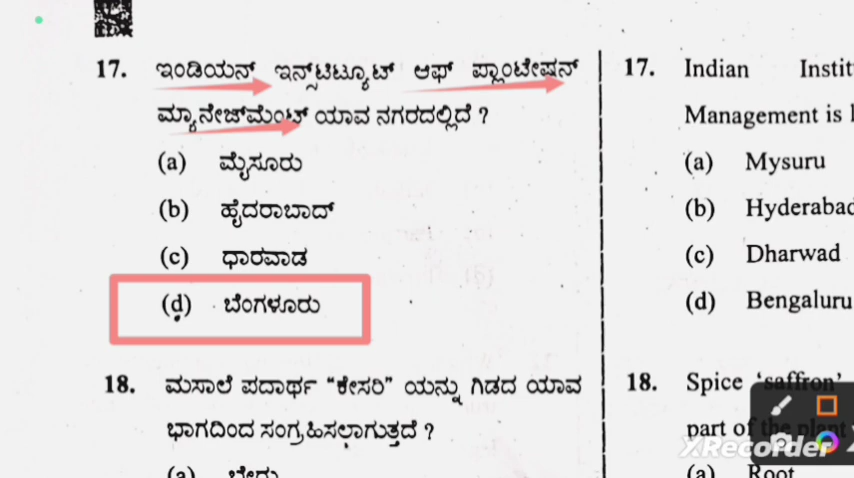 17. ಇಂಡಿಯನ್ ಇನ್ಸ್‌ಟಿಟ್ಯೂಟ್ ಆಫ್ ಪ್ಲಾಂಟೇಷನ್
ಮ್ಯಾನೇಜ್‌ಮೆಂಟ್ ಯಾವ ನಗರದಲ್ಲಿದೆ ?
(a) ಮೈಸೂರು
(b) ಹೈದರಾಬಾದ್
(c) ಧಾರವಾಡ
(d) ಬೆಂಗಳೂರು
18. ಮಸಾಲೆ ಪದಾರ್ಥ “ಕೇಸರಿ” ಯನ್ನು ಗಿಡದ ಯಾವ
ಭಾಗದಿಂದ ಸಂಗ್ರಹಿಸಲಾಗುತ್ತದೆ ?
(a) ಬೇರು
17. Indian Instit
Management is l
(a) Mysuru
(b) Hyderabad
(c) Dharwad
(d) Bengaluru
18. Spice ‘saffron’
part of the plant
(a) Root
XRecorder